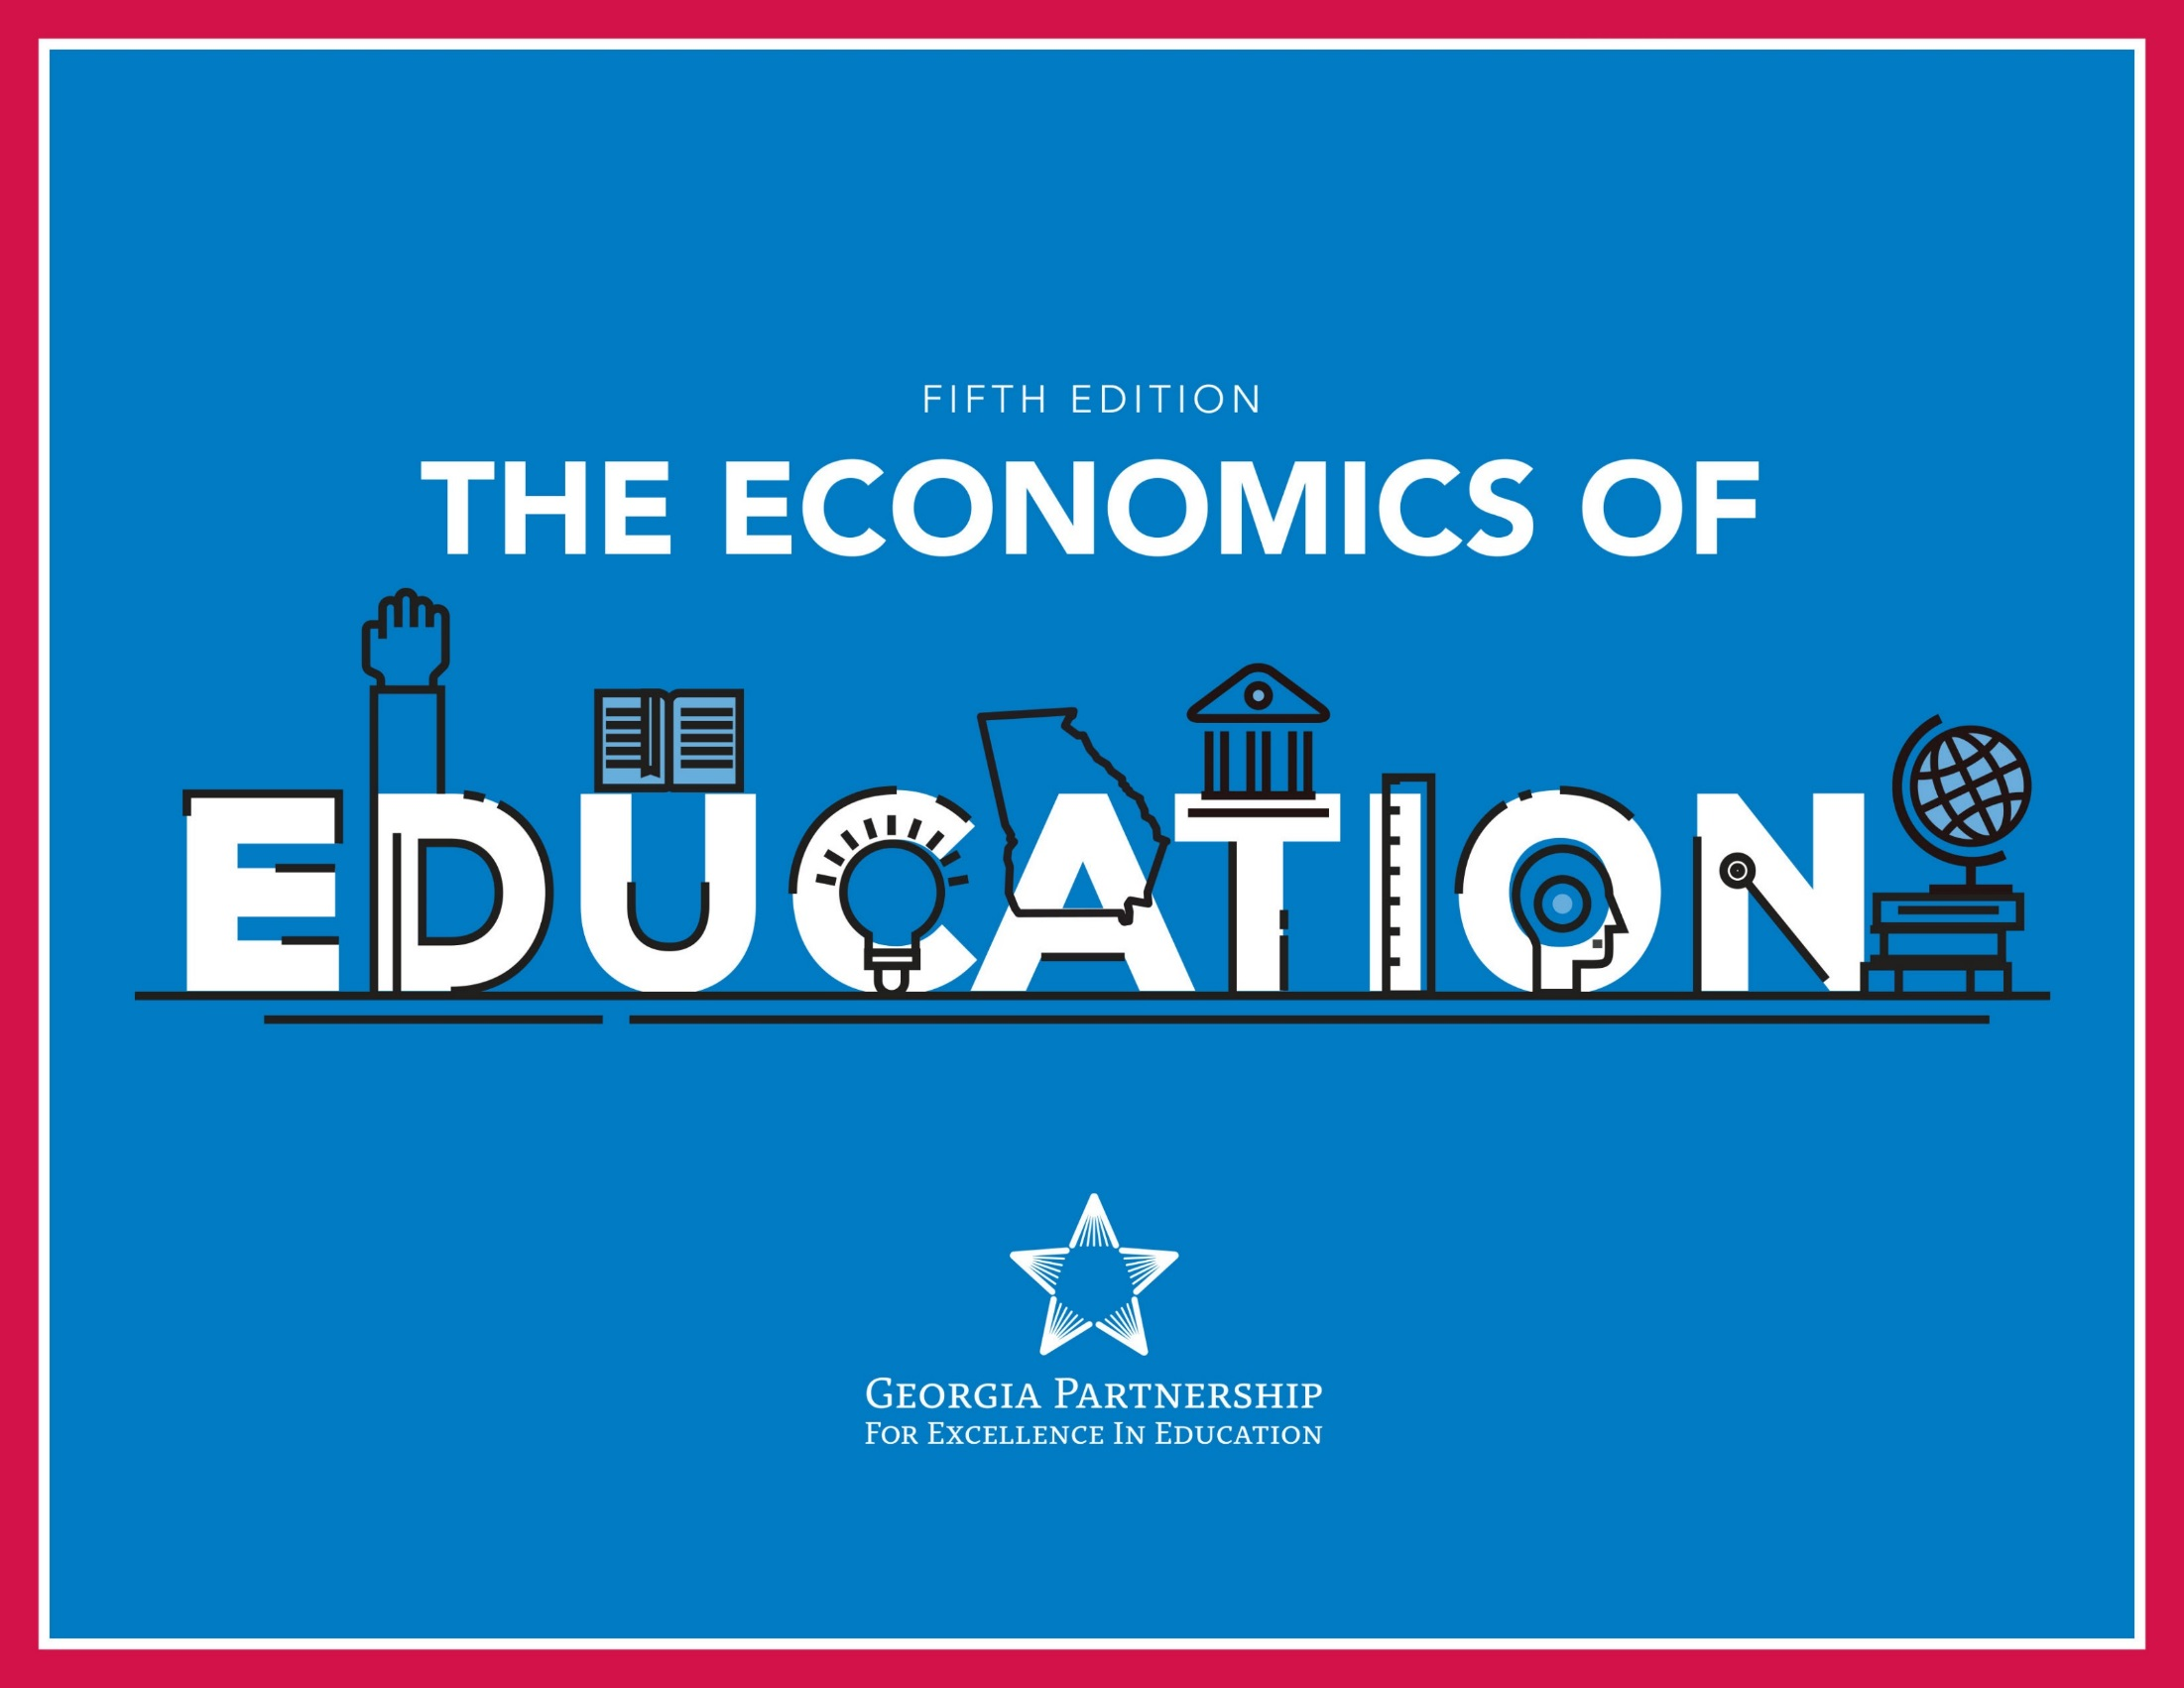 FIFTH EDITION
THE ECONOMICS OF
EDUCATION
GEORGIA PARTNERSHIP
FOR EXCELLENCE IN EDUCATION